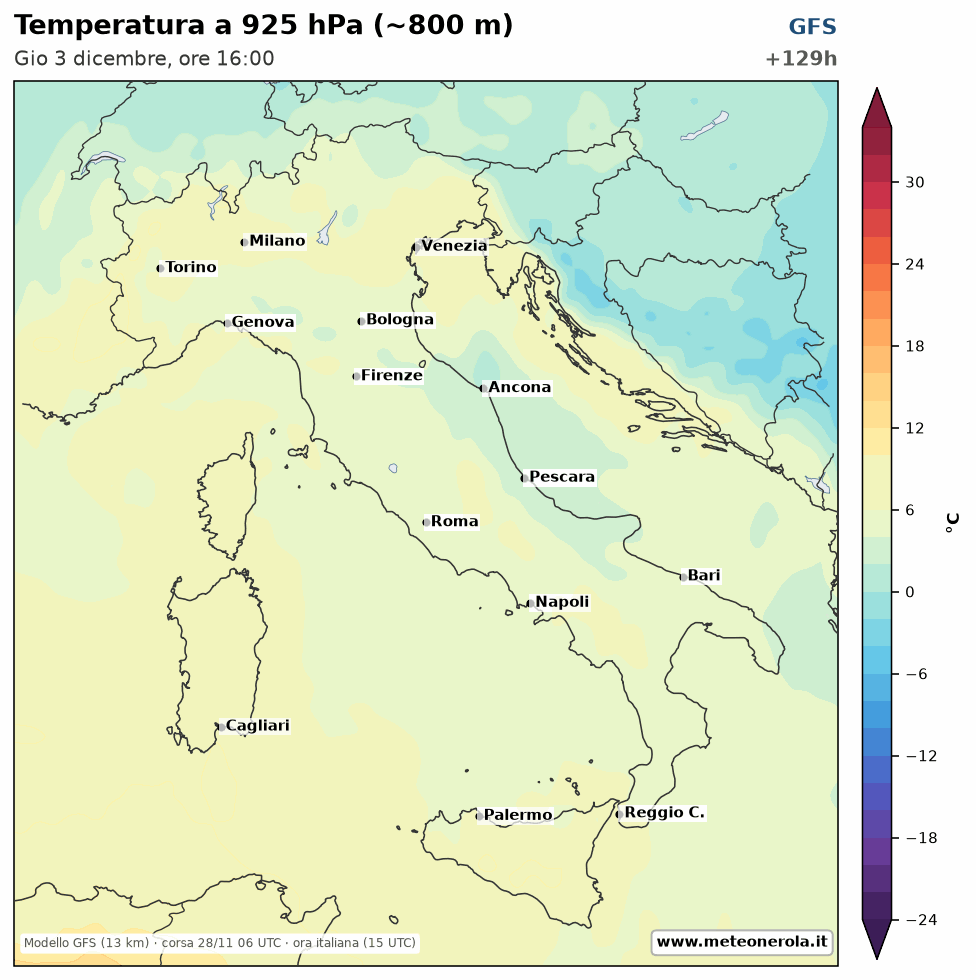 Temperatura a 925 hPa (~800 m)
GFS
Gio 3 dicembre, ore 16:00
+129h
Milano
Venezia
Torino
Genova
Bologna
Firenze
Ancona
Pescara
Roma
Bari
Napoli
Cagliari
Palermo
Reggio C.
30
24
18
12
6
0
−6
−12
−18
−24
°C
Modello GFS (13 km) · corsa 28/11 06 UTC · ora italiana (15 UTC)
www.meteonerola.it